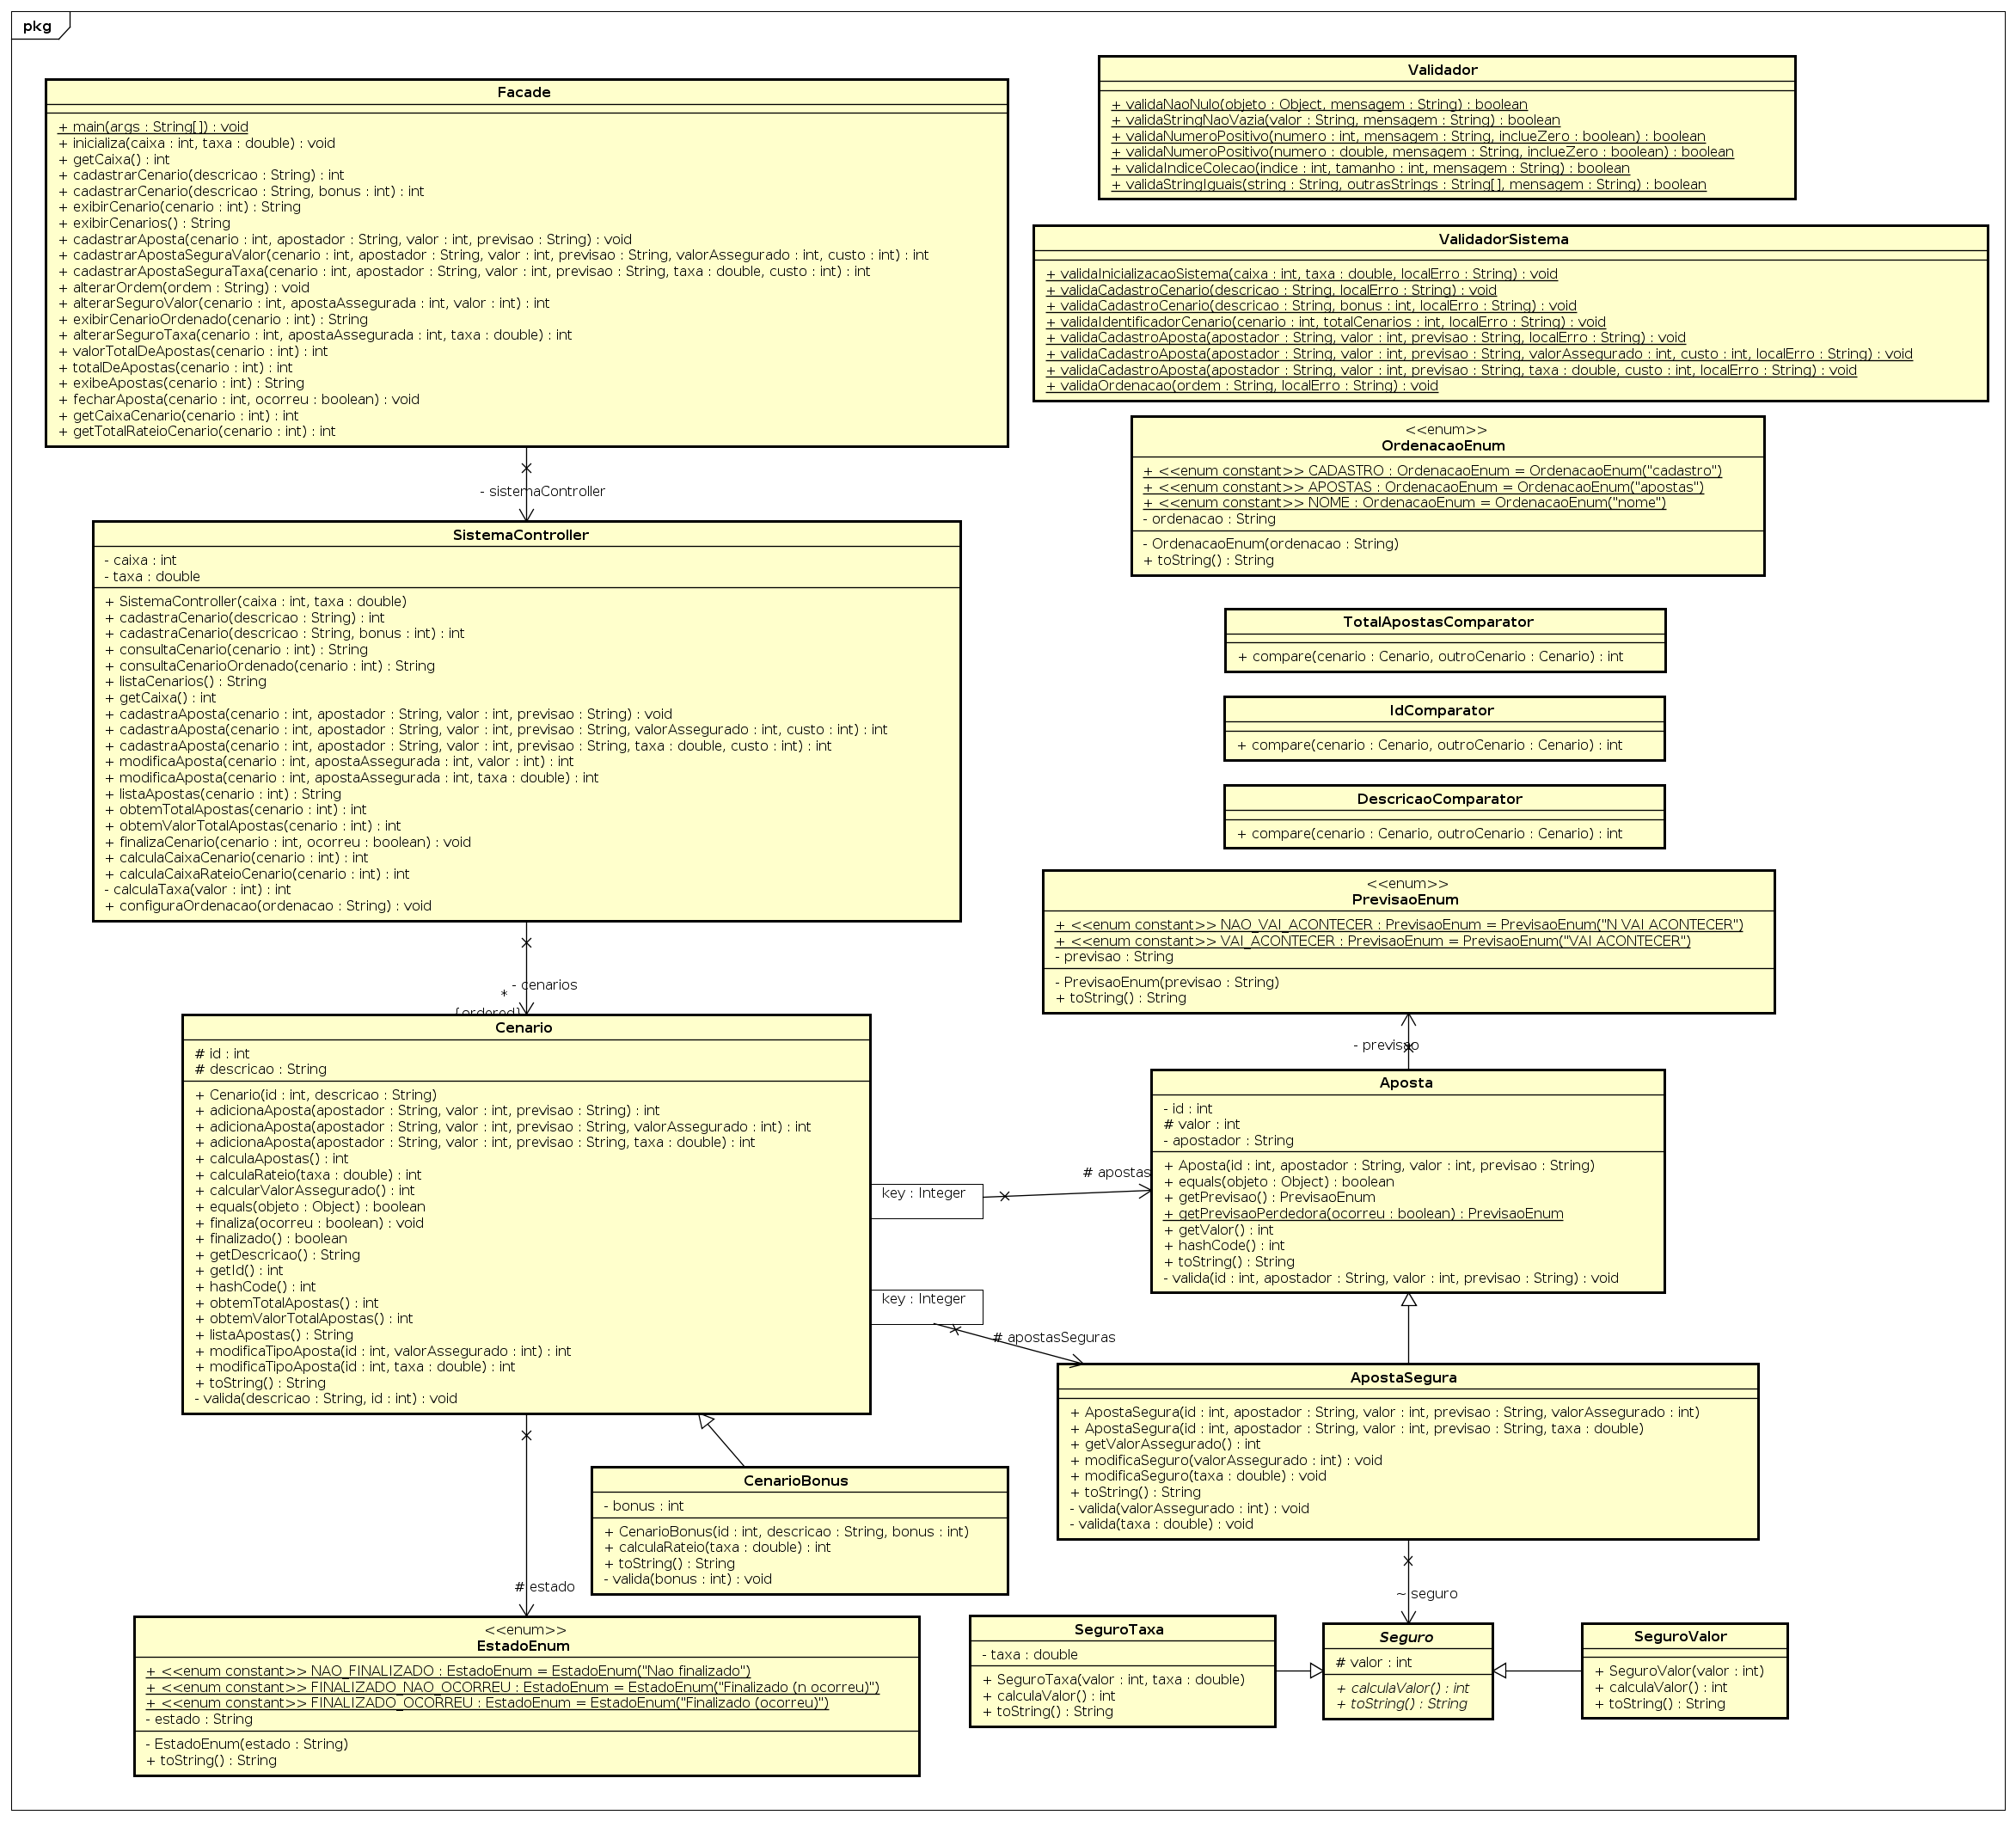 pkg
Facade
+ main(args : String[]) : void
+ inicializa(caixa : int, taxa : double) : void
+ getCaixa() : int
+ cadastrarCenario(descricao : String) : int
+ cadastrarCenario(descricao : String, bonus : int) : int
+ exibirCenario(cenario : int) : String
+ exibirCenarios() : String
+ cadastrarAposta(cenario : int, apostador : String, valor : int, previsao : String) : void
+ cadastrarApostaSeguraValor(cenario : int, apostador : String, valor : int, previsao : String, valorAssegurado : int, custo : int) : int
+ cadastrarApostaSeguraTaxa(cenario : int, apostador : String, valor : int, previsao : String, taxa : double, custo : int) : int
+ alterarOrdem(ordem : String) : void
+ alterarSeguroValor(cenario : int, apostaAssegurada : int, valor : int) : int
+ exibirCenarioOrdenado(cenario : int) : String
+ alterarSeguroTaxa(cenario : int, apostaAssegurada : int, taxa : double) : int
+ valorTotalDeApostas(cenario : int) : int
+ totalDeApostas(cenario : int) : int
+ exibeApostas(cenario : int) : String
+ fecharAposta(cenario : int, ocorreu : boolean) : void
+ getCaixaCenario(cenario : int) : int
+ getTotalRateioCenario(cenario : int) : int
- sistemaController
SistemaController
- caixa : int
- taxa : double
+ SistemaController(caixa : int, taxa : double)
+ cadastraCenario(descricao : String) : int
+ cadastraCenario(descricao : String, bonus : int) : int
+ consultaCenario(cenario : int) : String
+ consultaCenarioOrdenado(cenario : int) : String
+ listaCenarios() : String
+ getCaixa() : int
+ cadastraAposta(cenario : int, apostador : String, valor : int, previsao : String) : void
+ cadastraAposta(cenario : int, apostador : String, valor : int, previsao : String, valorAssegurado : int, custo : int) : int
+ cadastraAposta(cenario : int, apostador : String, valor : int, previsao : String, taxa : double, custo : int) : int
+ modificaAposta(cenario : int, apostaAssegurada : int, valor : int) : int
+ modificaAposta(cenario : int, apostaAssegurada : int, taxa : double) : int
+ listaApostas(cenario : int) : String
+ obtemTotalApostas(cenario : int) : int
+ obtemValorTotalApostas(cenario : int) : int
+ finalizaCenario(cenario : int, ocorreu : boolean) : void
+ calculaCaixaCenario(cenario : int) : int
+ calculaCaixaRateioCenario(cenario : int) : int
- calculaTaxa(valor : int) : int
+ configuraOrdenacao(ordenacao : String) : void
- cenarios
*
{ordered}
Cenario
# id : int
# descricao : String
+ Cenario(id : int, descricao : String)
+ adicionaAposta(apostador : String, valor : int, previsao : String) : int
+ adicionaAposta(apostador : String, valor : int, previsao : String, valorAssegurado : int) : int
+ adicionaAposta(apostador : String, valor : int, previsao : String, taxa : double) : int
+ calculaApostas() : int
+ calculaRateio(taxa : double) : int
+ calcularValorAssegurado() : int
+ equals(objeto : Object) : boolean
+ finaliza(ocorreu : boolean) : void
+ finalizado() : boolean
+ getDescricao() : String
+ getId() : int
+ hashCode() : int
+ obtemTotalApostas() : int
+ obtemValorTotalApostas() : int
+ listaApostas() : String
+ modificaTipoAposta(id : int, valorAssegurado : int) : int
+ modificaTipoAposta(id : int, taxa : double) : int
+ toString() : String
- valida(descricao : String, id : int) : void
key : Integer
# apostas
key : Integer
# apostasSeguras
CenarioBonus
- bonus : int
+ CenarioBonus(id : int, descricao : String, bonus : int)
+ calculaRateio(taxa : double) : int
+ toString() : String
- valida(bonus : int) : void
# estado
<<enum>>
EstadoEnum
+ <<enum constant>> NAO_FINALIZADO : EstadoEnum = EstadoEnum("Nao finalizado")
+ <<enum constant>> FINALIZADO_NAO_OCORREU : EstadoEnum = EstadoEnum("Finalizado (n ocorreu)")
+ <<enum constant>> FINALIZADO_OCORREU : EstadoEnum = EstadoEnum("Finalizado (ocorreu)")
- estado : String
- EstadoEnum(estado : String)
+ toString() : String
Validador
+ validaNaoNulo(objeto : Object, mensagem : String) : boolean
+ validaStringNaoVazia(valor : String, mensagem : String) : boolean
+ validaNumeroPositivo(numero : int, mensagem : String, inclueZero : boolean) : boolean
+ validaNumeroPositivo(numero : double, mensagem : String, inclueZero : boolean) : boolean
+ validaIndiceColecao(indice : int, tamanho : int, mensagem : String) : boolean
+ validaStringIguais(string : String, outrasStrings : String[], mensagem : String) : boolean
ValidadorSistema
+ validaInicializacaoSistema(caixa : int, taxa : double, localErro : String) : void
+ validaCadastroCenario(descricao : String, localErro : String) : void
+ validaCadastroCenario(descricao : String, bonus : int, localErro : String) : void
+ validaIdentificadorCenario(cenario : int, totalCenarios : int, localErro : String) : void
+ validaCadastroAposta(apostador : String, valor : int, previsao : String, localErro : String) : void
+ validaCadastroAposta(apostador : String, valor : int, previsao : String, valorAssegurado : int, custo : int, localErro : String) : void
+ validaCadastroAposta(apostador : String, valor : int, previsao : String, taxa : double, custo : int, localErro : String) : void
+ validaOrdenacao(ordem : String, localErro : String) : void
<<enum>>
OrdenacaoEnum
+ <<enum constant>> CADASTRO : OrdenacaoEnum = OrdenacaoEnum("cadastro")
+ <<enum constant>> APOSTAS : OrdenacaoEnum = OrdenacaoEnum("apostas")
+ <<enum constant>> NOME : OrdenacaoEnum = OrdenacaoEnum("nome")
- ordenacao : String
- OrdenacaoEnum(ordenacao : String)
+ toString() : String
TotalApostasComparator
+ compare(cenario : Cenario, outroCenario : Cenario) : int
IdComparator
+ compare(cenario : Cenario, outroCenario : Cenario) : int
DescricaoComparator
+ compare(cenario : Cenario, outroCenario : Cenario) : int
<<enum>>
PrevisaoEnum
+ <<enum constant>> NAO_VAI_ACONTECER : PrevisaoEnum = PrevisaoEnum("N VAI ACONTECER")
+ <<enum constant>> VAI_ACONTECER : PrevisaoEnum = PrevisaoEnum("VAI ACONTECER")
- previsao : String
- PrevisaoEnum(previsao : String)
+ toString() : String
- previsao
Aposta
- id : int
# valor : int
- apostador : String
+ Aposta(id : int, apostador : String, valor : int, previsao : String)
+ equals(objeto : Object) : boolean
+ getPrevisao() : PrevisaoEnum
+ getPrevisaoPerdedora(ocorreu : boolean) : PrevisaoEnum
+ getValor() : int
+ hashCode() : int
+ toString() : String
- valida(id : int, apostador : String, valor : int, previsao : String) : void
ApostaSegura
+ ApostaSegura(id : int, apostador : String, valor : int, previsao : String, valorAssegurado : int)
+ ApostaSegura(id : int, apostador : String, valor : int, previsao : String, taxa : double)
+ getValorAssegurado() : int
+ modificaSeguro(valorAssegurado : int) : void
+ modificaSeguro(taxa : double) : void
+ toString() : String
- valida(valorAssegurado : int) : void
- valida(taxa : double) : void
~ seguro
SeguroTaxa
- taxa : double
+ SeguroTaxa(valor : int, taxa : double)
+ calculaValor() : int
+ toString() : String
Seguro
# valor : int
+ calculaValor() : int
+ toString() : String
SeguroValor
+ SeguroValor(valor : int)
+ calculaValor() : int
+ toString() : String